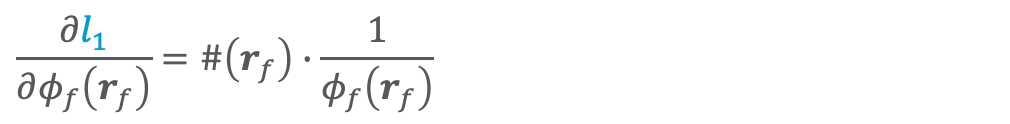 ∂l₁/∂ϕ_f(r_f) = #(r_f) · 1/ϕ_f(r_f)